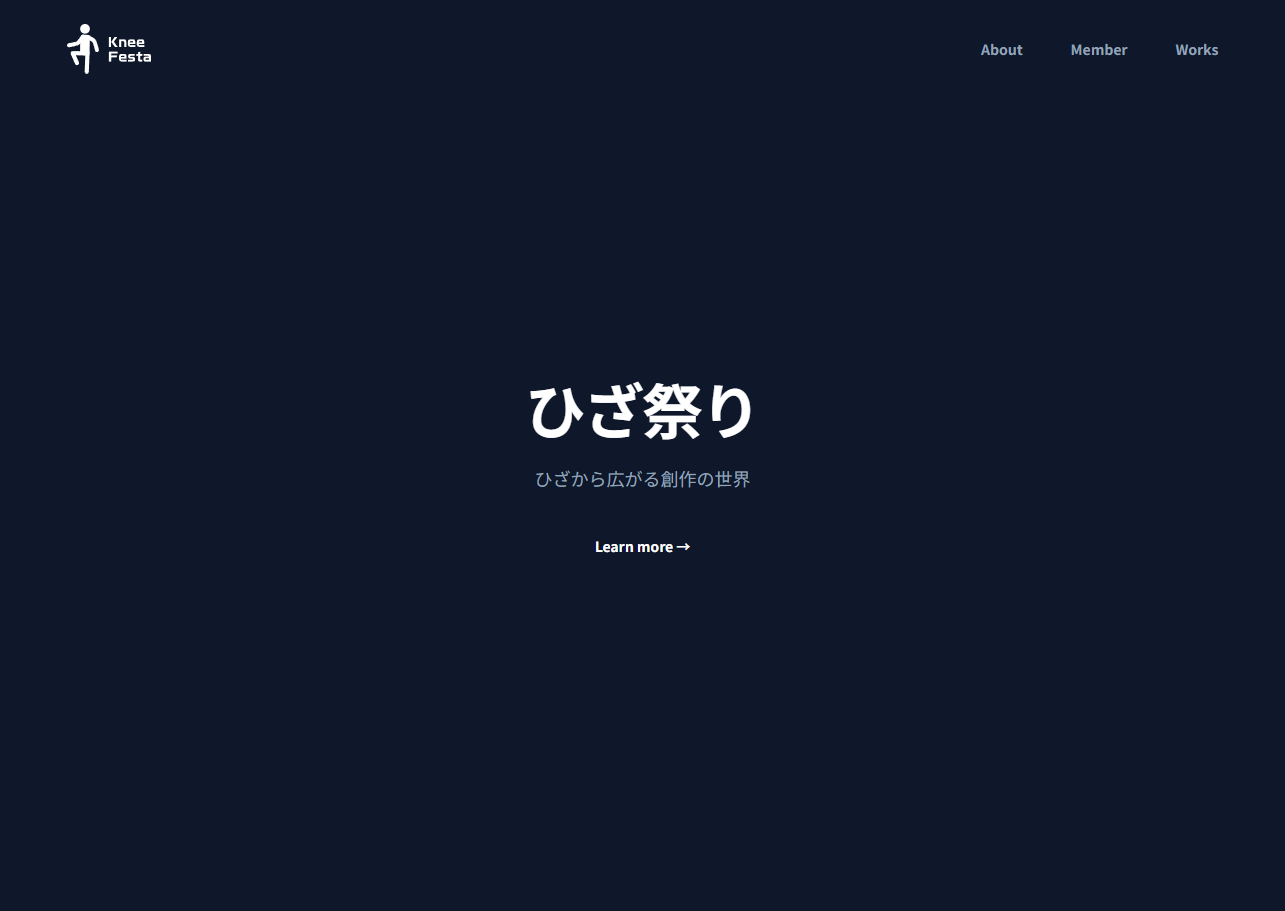 Knee
Festa
About
Member
Works
ひざ祭り
ひざから広がる創作の世界
Learn more →